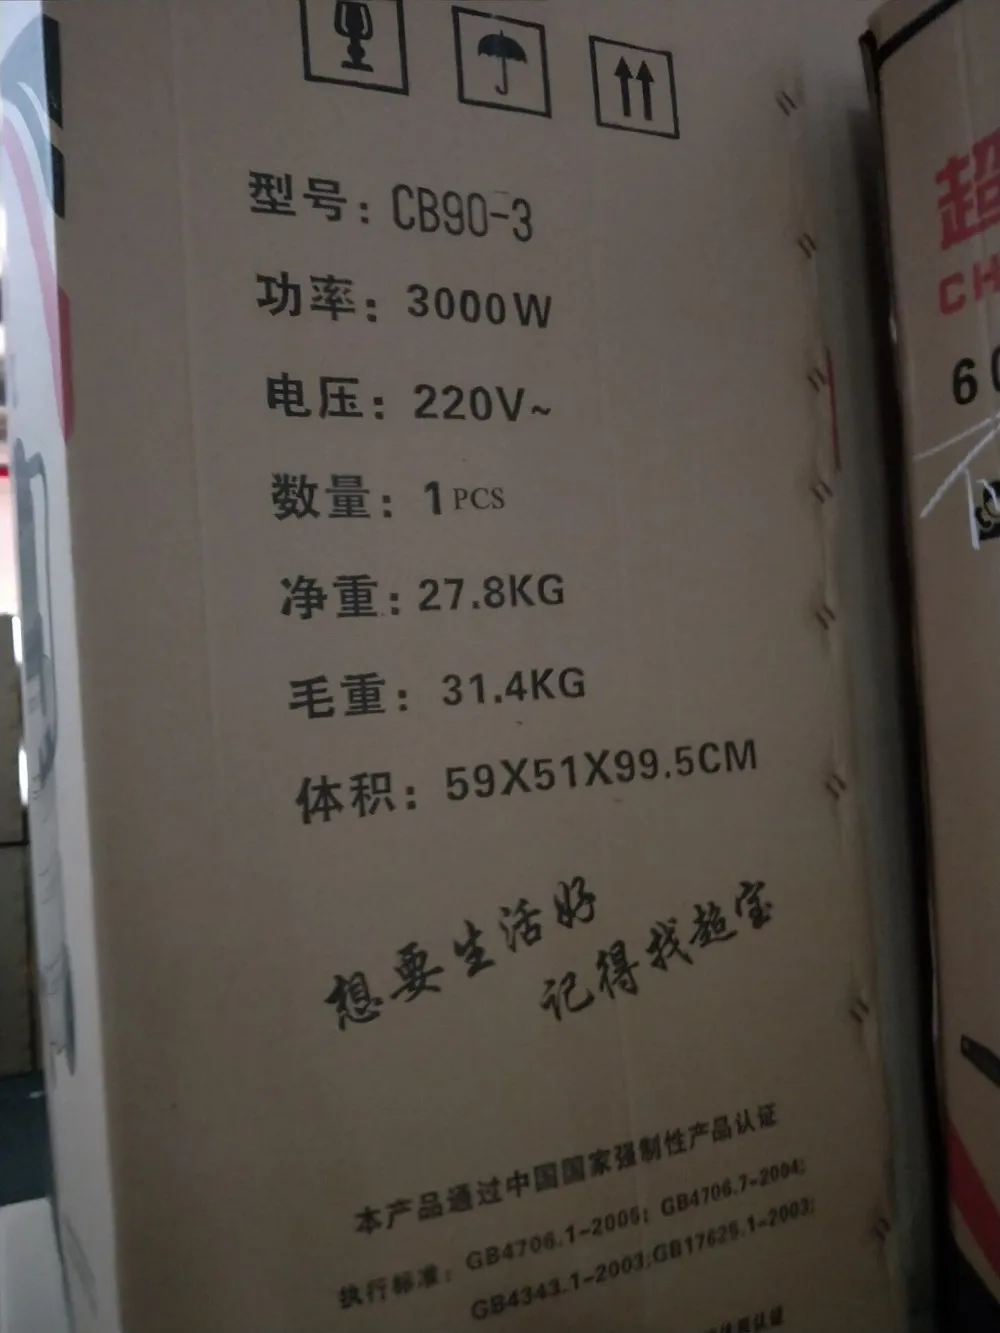 型号：CB90-3
功率：3000W
电压：220V~
数量：1PCS
净重：27.8KG
毛重：31.4KG
体积：59X51X99.5CM
想要生活好
记得找超宝
本产品通过中国国家强制性产品认证
执行标准：GB4706.1-2005；GB4706.7-2004;
GB4343.1-2003;GB17625.1-2003;
超
CH
60